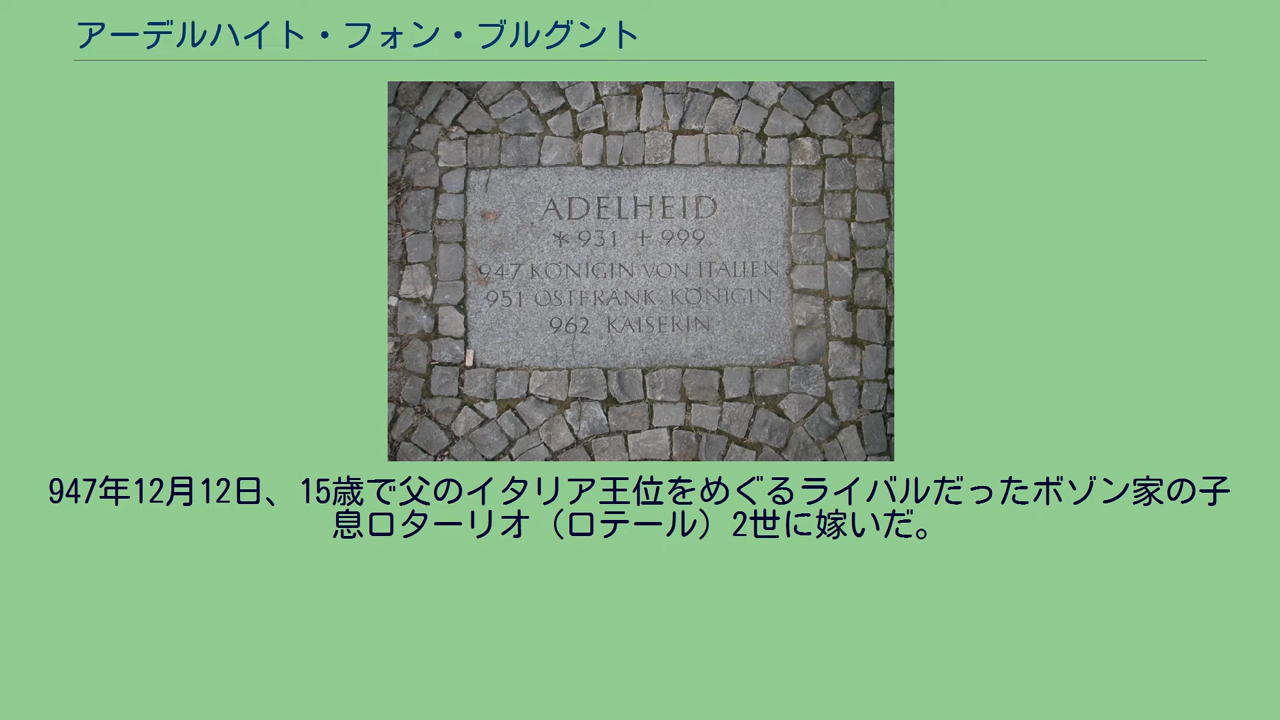 アーデルハイト・フォン・ブルグント
ADELHEID
* 931 + 999
947 KÖNIGIN VON ITALIEN
951 OSTFRÄNK. KÖNIGIN
962 KAISERIN
947年12月12日、15歳で父のイタリア王位をめぐるライバルだったボゾン家の子
息ロターリオ（ロテール）2世に嫁いだ。